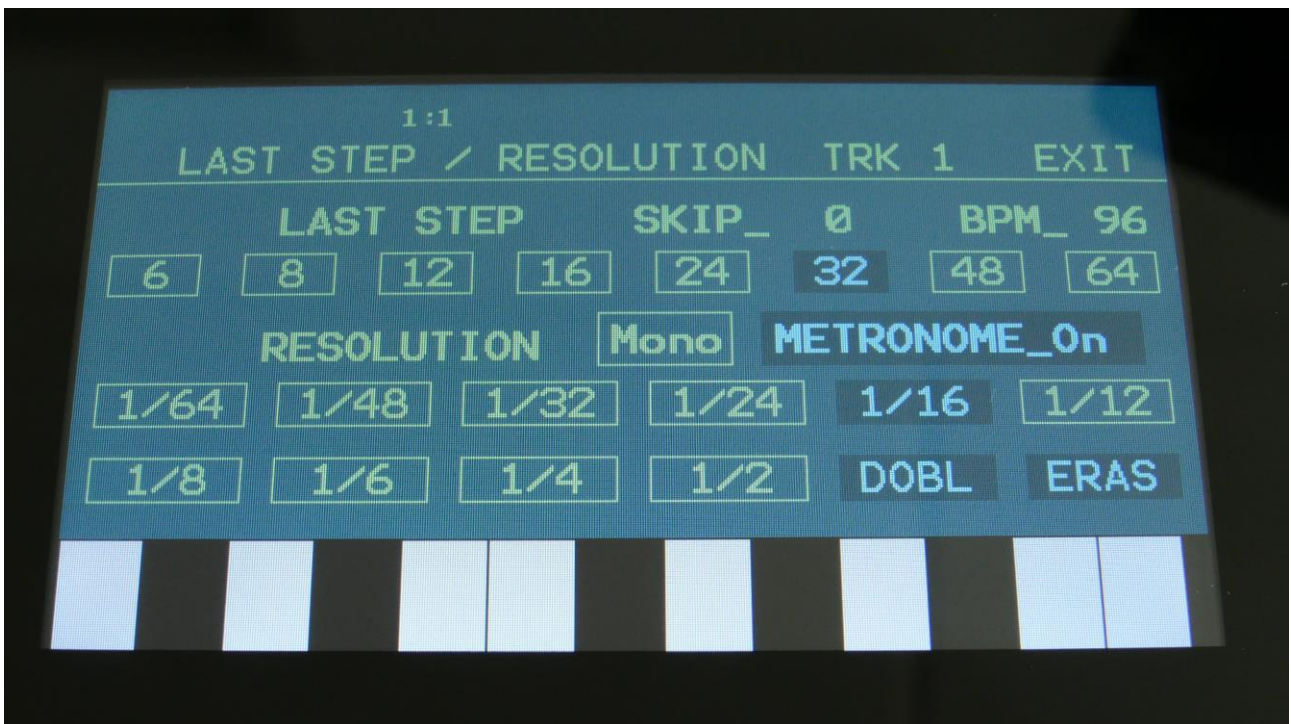 1:1
LAST STEP / RESOLUTION TRK 1 EXIT
LAST STEP SKIP_ 0 BPM_ 96
6 8 12 16 24 32 48 64
RESOLUTION Mono METRONOME_On
1/64 1/48 1/32 1/24 1/16 1/12
1/8 1/6 1/4 1/2 DOBL ERAS